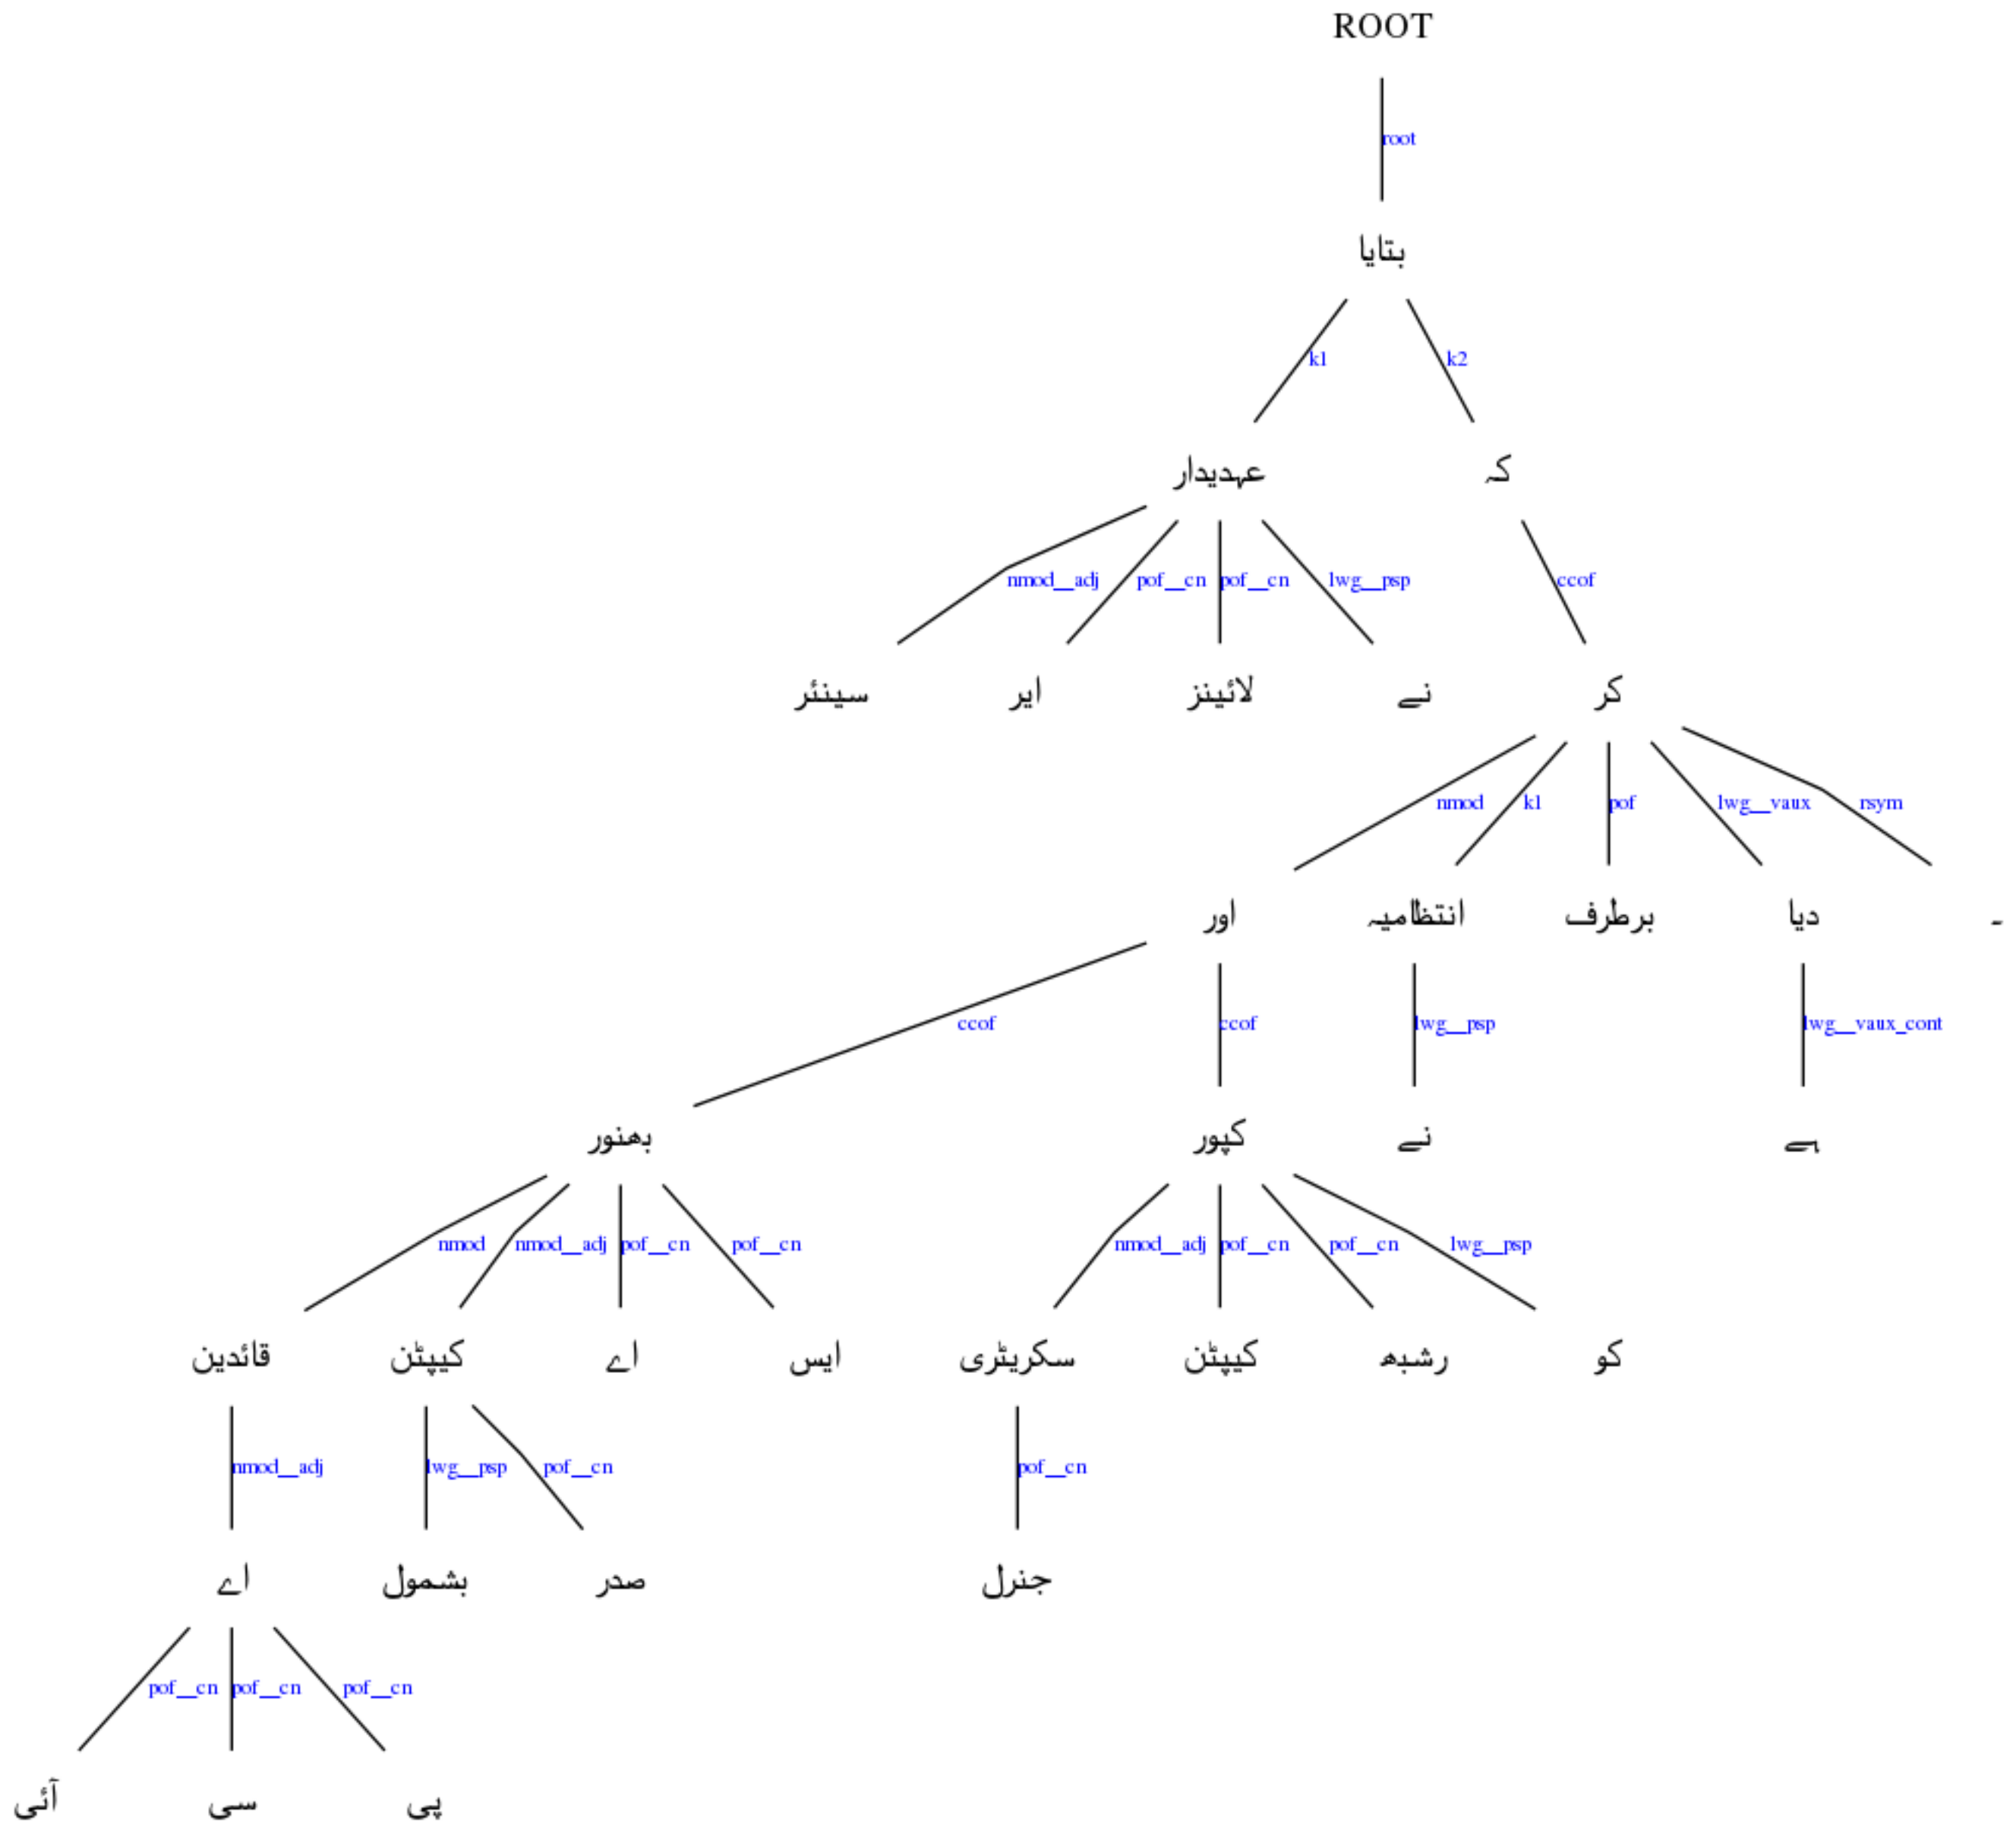 ROOT
root
بتایا
k1 k2
عہدیدار کہ
nmod__adj pof__cn pof__cn lwg__psp ccof
سینئر ایر لائینز نے کر
nmod k1 pof lwg__vaux rsym
اور انتظامیہ برطرف دیا ۔
ccof ccof lwg__psp lwg__vaux_cont
بھنور کپور نے ہے
nmod nmod__adj pof__cn pof__cn nmod__adj pof__cn pof__cn lwg__psp
قائدین کیپٹن اے ایس سکریٹری کیپٹن رشبھ کو
nmod__adj lwg__psp pof__cn pof__cn
اے بشمول صدر جنرل
pof__cn pof__cn pof__cn
آئی سی پی